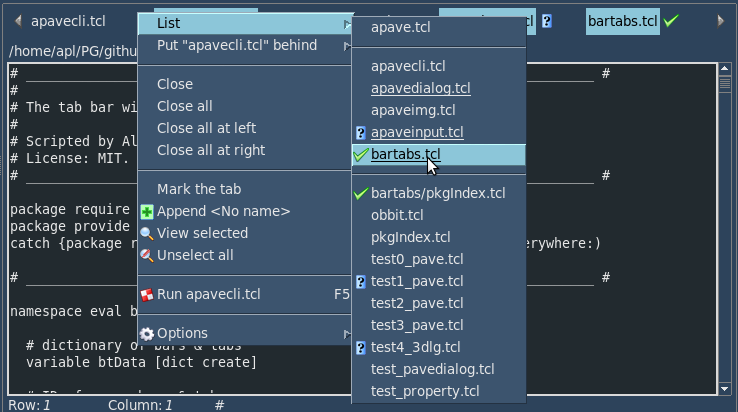 apavecli.tcl
bartabs.tcl
/home/apl/PG/githu
List
Put "apavecli.tcl" behind
Close
Close all
Close all at left
Close all at right
Mark the tab
Append <No name>
View selected
Unselect all
Run apavecli.tcl F5
Options
apave.tcl
apavecli.tcl
apavedialog.tcl
apaveimg.tcl
apaveinput.tcl
bartabs.tcl
bartabs/pkgIndex.tcl
obbit.tcl
pkgIndex.tcl
test0_pave.tcl
test1_pave.tcl
test2_pave.tcl
test3_pave.tcl
test4_3dlg.tcl
test_pavedialog.tcl
test_property.tcl
# #
#
# The tab bar wi
#
# Scripted by Al
# License: MIT.
# #
package require
package provide
catch {package r erywhere:)
# #
namespace eval b
# dictionary of bars & tabs
variable btData [dict create]
Row: 1 Column: 1 #